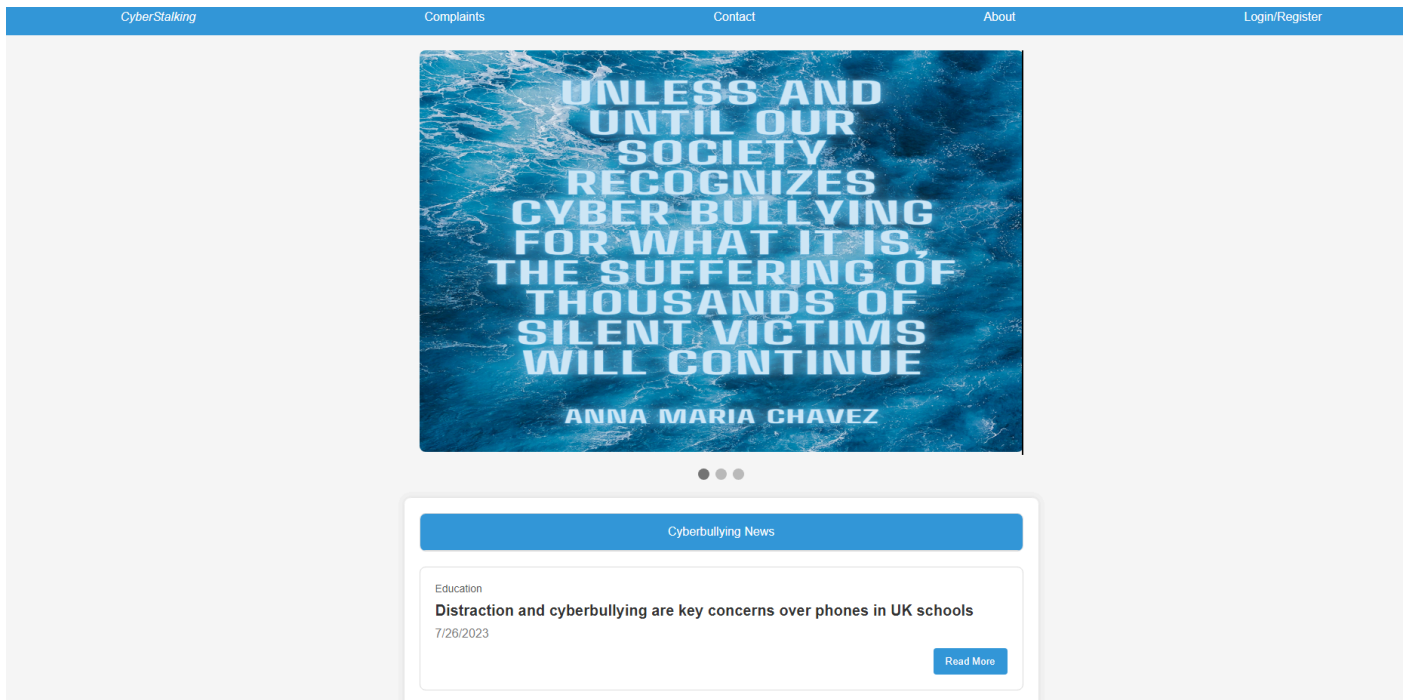 CyberStalking Complaints Contact About Login/Register
UNLESS AND
UNTIL OUR
SOCIETY
RECOGNIZES
CYBER BULLYING
FOR WHAT IT IS,
THE SUFFERING OF
THOUSANDS OF
SILENT VICTIMS
WILL CONTINUE
ANNA MARIA CHAVEZ
Cyberbullying News
Education
Distraction and cyberbullying are key concerns over phones in UK schools
7/26/2023
Read More